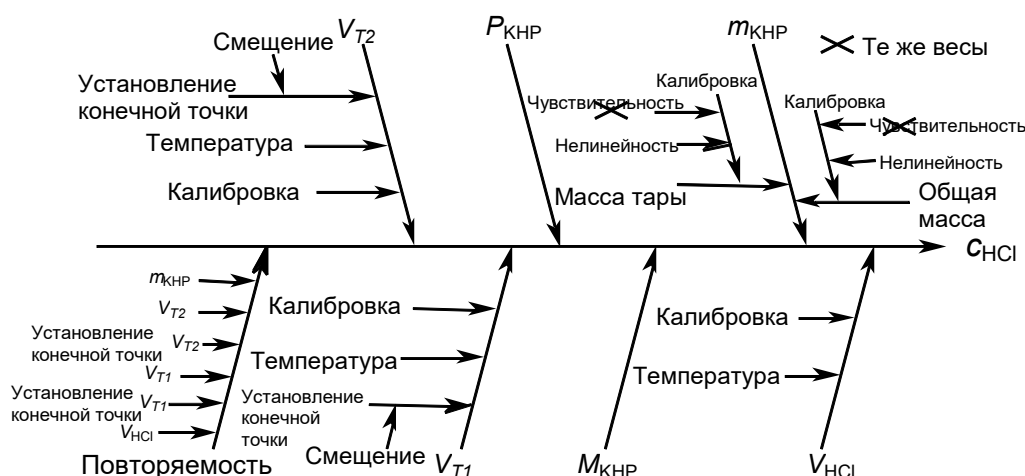 V_T2
P_KHP
m_KHP
Те же весы
Смещение
Установление
конечной точки
Температура
Калибровка
Калибровка
Чувствительность
Нелинейность
Масса тары
Калибровка
Чувствительность
Нелинейность
Общая
масса
c_HCl
m_KHP
V_T2
Установление
конечной точки
V_T2
V_T1
Установление
конечной точки
V_T1
V_HCl
Повторяемость
Калибровка
Температура
Установление
конечной
точки
Смещение
V_T1
M_KHP
Калибровка
Температура
V_HCl